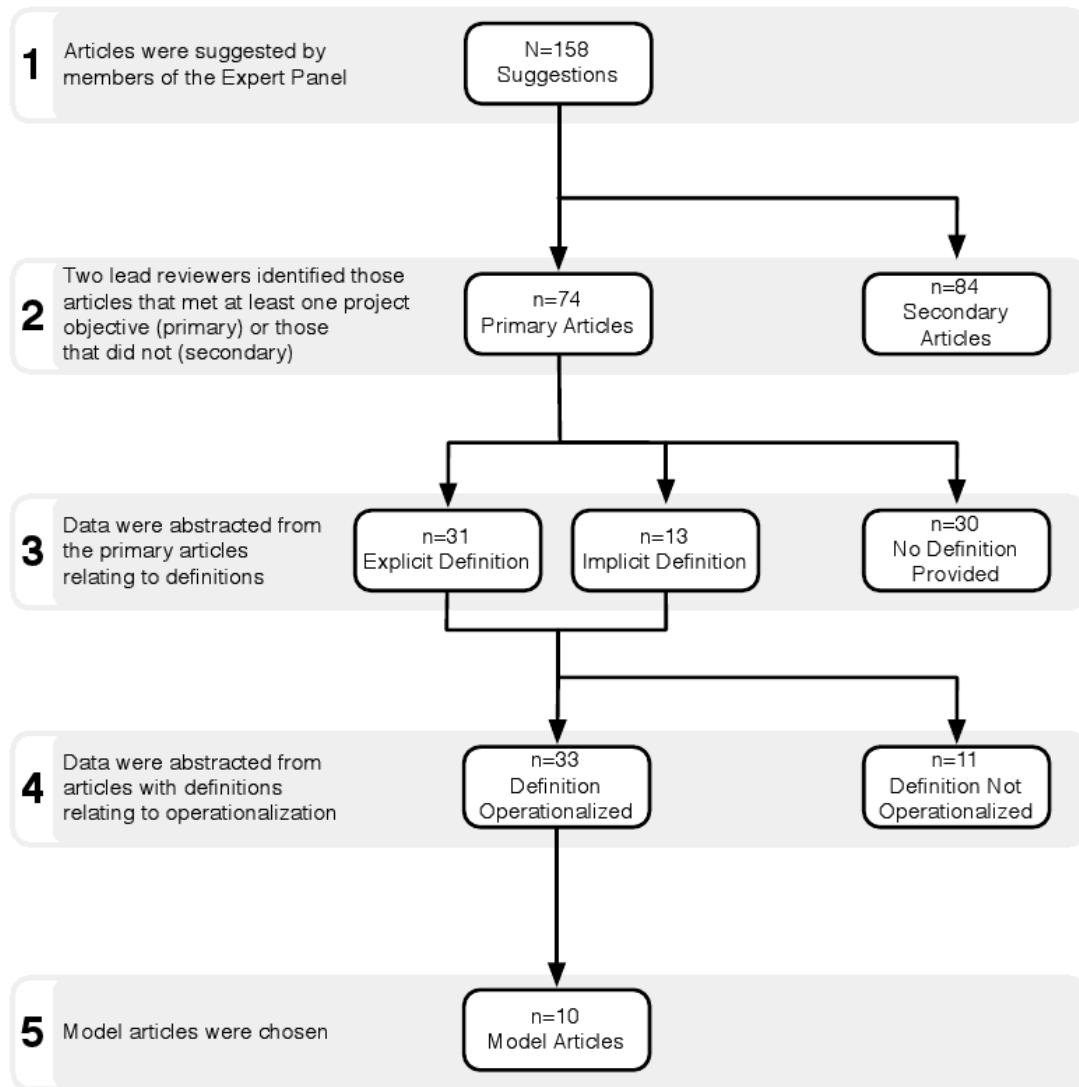 1
Articles were suggested by
members of the Expert Panel
N=158
Suggestions
2
Two lead reviewers identified those
articles that met at least one project
objective (primary) or those
that did not (secondary)
n=74
Primary Articles
n=84
Secondary
Articles
3
Data were abstracted from
the primary articles
relating to definitions
n=31
Explicit Definition
n=13
Implicit Definition
n=30
No Definition
Provided
4
Data were abstracted from
articles with definitions
relating to operationalization
n=33
Definition
Operationalized
n=11
Definition Not
Operationalized
5
Model articles were chosen
n=10
Model Articles